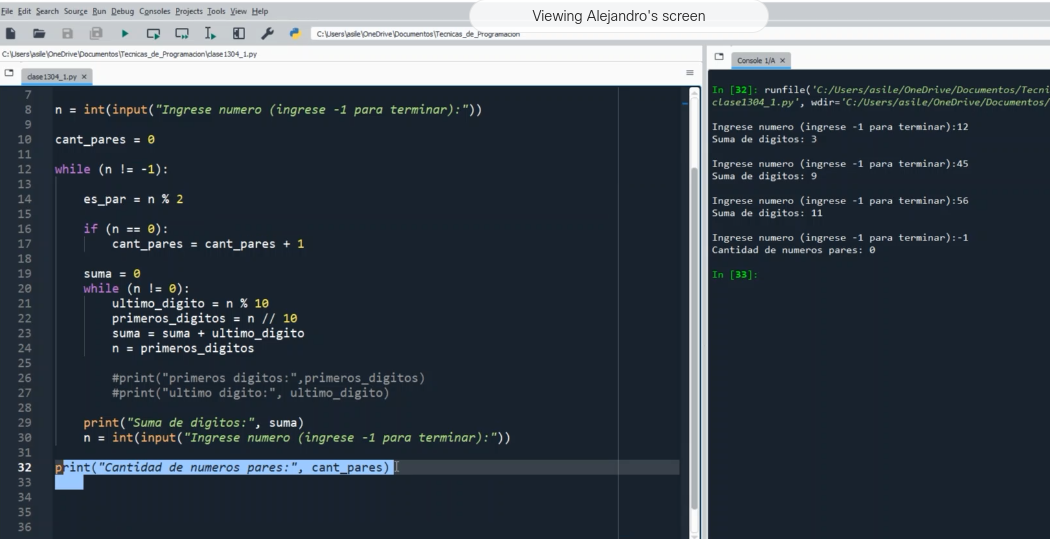 Viewing Alejandro's screen
File Edit Search Source Run Debug Consoles Projects Tools View Help
C:\Users\asile\OneDrive\Documentos\Tecnicas_de_Programacion
C:\Users\asile\OneDrive\Documentos\Tecnicas_de_Programacion\clase1304_1.py
clase1304_1.py
7
8 n = int(input("Ingrese numero (ingrese -1 para terminar):"))
9
10 cant_pares = 0
11
12 while (n != -1):
13
14 es_par = n % 2
15
16 if (n == 0):
17 cant_pares = cant_pares + 1
18
19 suma = 0
20 while (n != 0):
21 ultimo_digito = n % 10
22 primeros_digitos = n // 10
23 suma = suma + ultimo_digito
24 n = primeros_digitos
25
26 #print("primeros digitos:",primeros_digitos)
27 #print("ultimo digito:", ultimo_digito)
28
29 print("Suma de digitos:", suma)
30 n = int(input("Ingrese numero (ingrese -1 para terminar):"))
31
32 print("Cantidad de numeros pares:", cant_pares)
33
34
35
36
Console 1/A
In [32]: runfile('C:/Users/asile/OneDrive/Documentos/Tecni
clase1304_1.py', wdir='C:/Users/asile/OneDrive/Documentos/
Ingrese numero (ingrese -1 para terminar):12
Suma de digitos: 3
Ingrese numero (ingrese -1 para terminar):45
Suma de digitos: 9
Ingrese numero (ingrese -1 para terminar):56
Suma de digitos: 11
Ingrese numero (ingrese -1 para terminar):-1
Cantidad de numeros pares: 0
In [33]: